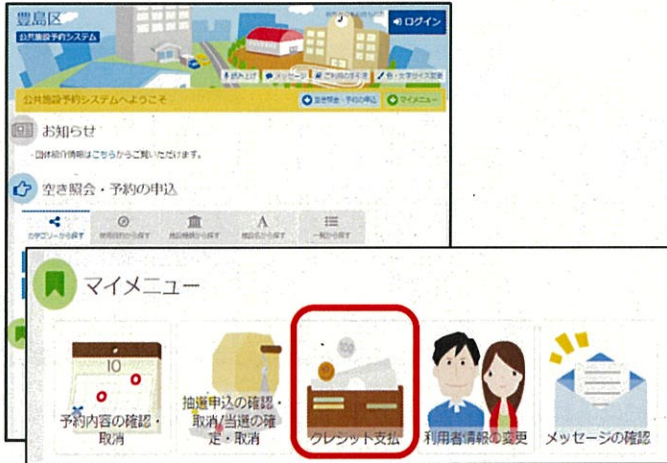 豊島区
公共施設予約システム
ログイン
読み上げ
メッセージ
ご利用の手引き
色・文字サイズ変更
公共施設予約システムへようこそ
空き照会・予約の申込
マイメニュー
お知らせ
・団体紹介情報はこちらからご覧いただけます。
空き照会・予約の申込
カテゴリーから探す
使用目的から探す
施設種類から探す
A
施設名から探す
一覧から探す
マイメニュー
10
予約内容の確認・
取消
抽選申込の確認・
取消/当選の確
定・取消
クレジット支払
利用者情報の変更
メッセージの確認